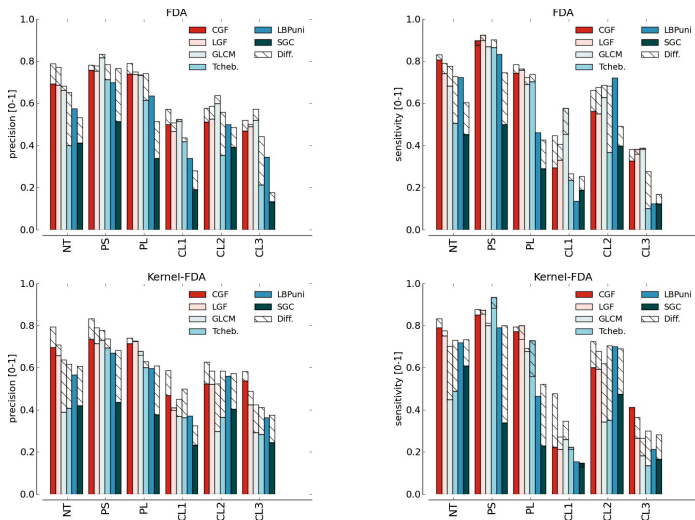 FDA
1.0
0.8
0.6
0.4
0.2
0.0
precision [0-1]
CGF
LGF
GLCM
Tcheb.
LBPuni
SGC
Diff.
NT
PS
PL
CL1
CL2
CL3
FDA
1.0
0.8
0.6
0.4
0.2
0.0
sensitivity [0-1]
CGF
LGF
GLCM
Tcheb.
LBPuni
SGC
Diff.
NT
PS
PL
CL1
CL2
CL3
Kernel-FDA
1.0
0.8
0.6
0.4
0.2
0.0
precision [0-1]
CGF
LGF
GLCM
Tcheb.
LBPuni
SGC
Diff.
NT
PS
PL
CL1
CL2
CL3
Kernel-FDA
1.0
0.8
0.6
0.4
0.2
0.0
sensitivity [0-1]
CGF
LGF
GLCM
Tcheb.
LBPuni
SGC
Diff.
NT
PS
PL
CL1
CL2
CL3